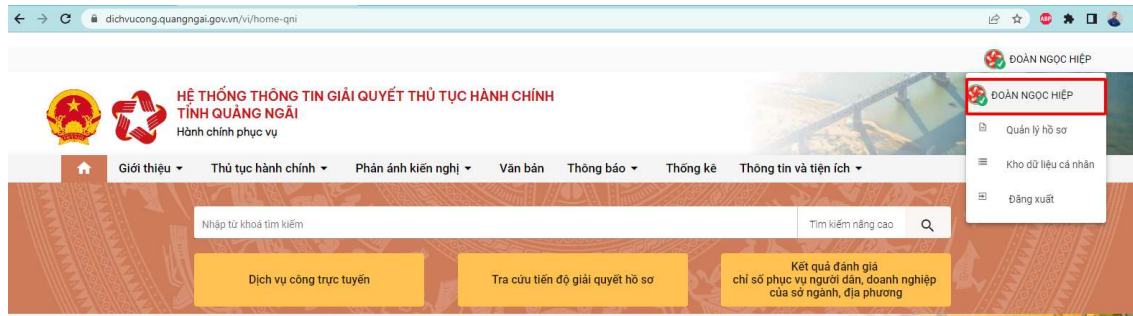 dichvucong.quangngai.gov.vn/vi/home-qni
ABP
ĐOÀN NGỌC HIỆP
HỆ THỐNG THÔNG TIN GIẢI QUYẾT THỦ TỤC HÀNH CHÍNH
TỈNH QUẢNG NGÃI
Hành chính phục vụ
ĐOÀN NGỌC HIỆP
Quản lý hồ sơ
Kho dữ liệu cá nhân
Đăng xuất
Giới thiệu Thủ tục hành chính Phản ánh kiến nghị Văn bản Thông báo Thống kê Thông tin và tiện ích
Nhập từ khoá tìm kiếm Tìm kiếm nâng cao
Dịch vụ công trực tuyến
Tra cứu tiến độ giải quyết hồ sơ
Kết quả đánh giá
chỉ số phục vụ người dân, doanh nghiệp
của sở ngành, địa phương